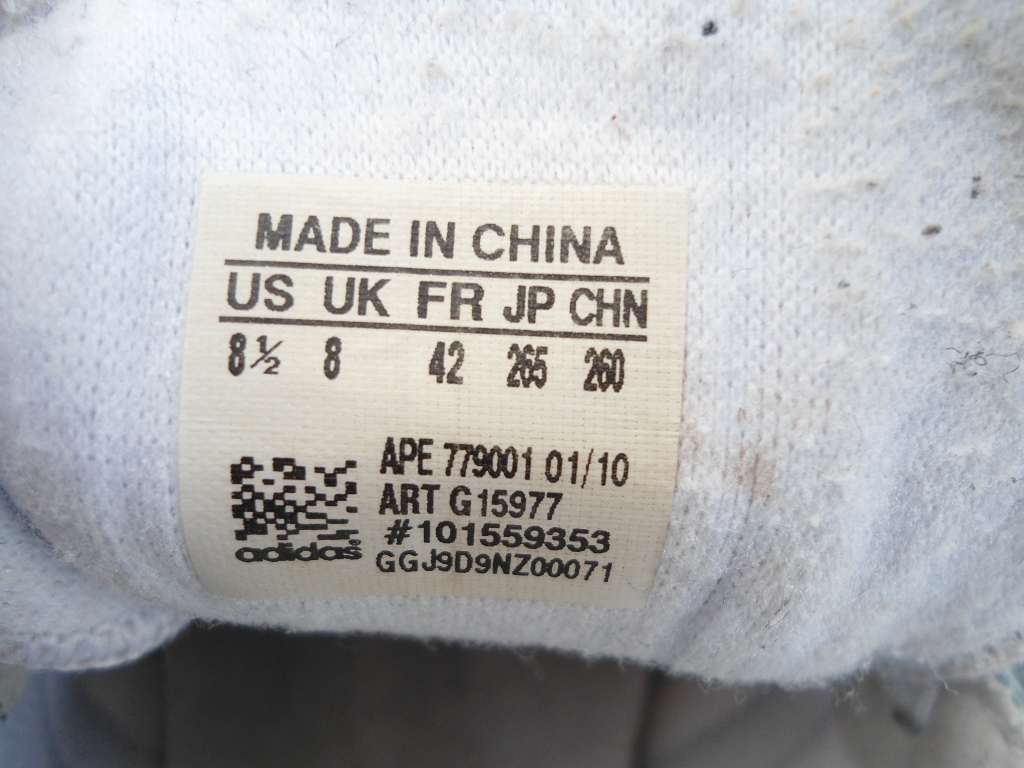 MADE IN CHINA
US UK FR JP CHN
8½ 8 42 265 260
APE 779001 01/10
ART G15977
#101559353
adidas®
GGJ9D9NZ00071